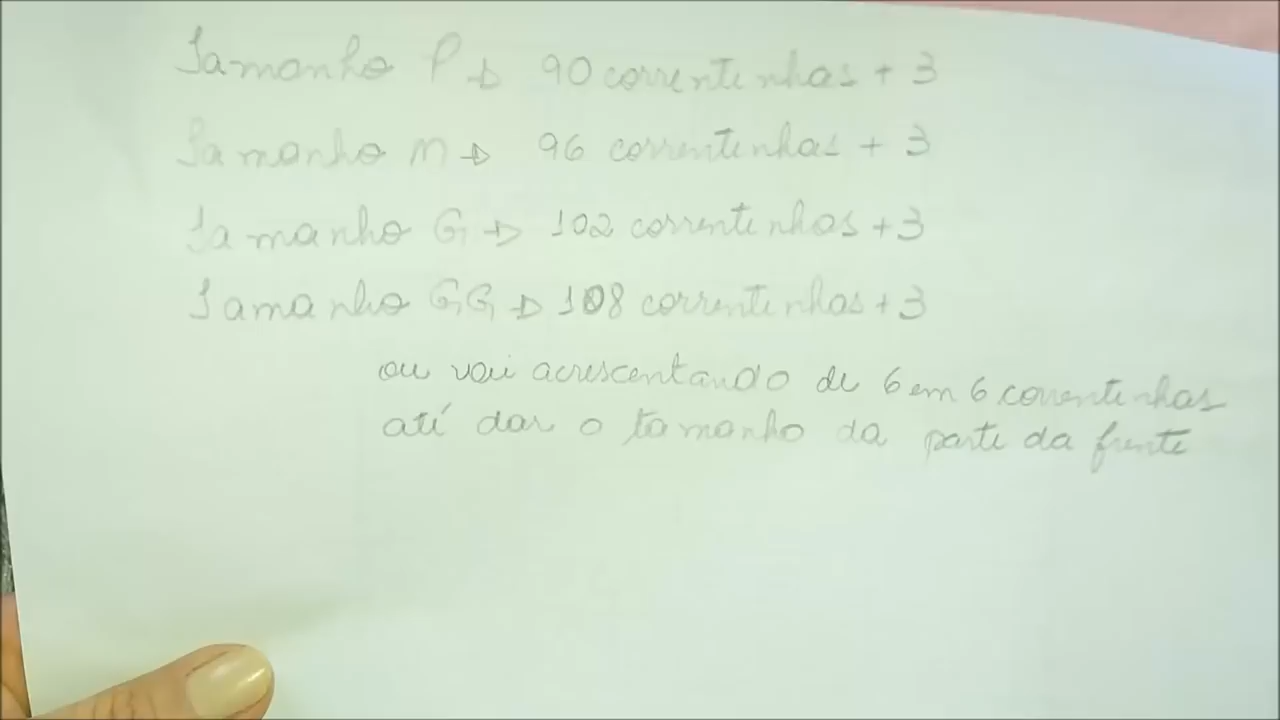 Tamanho P → 90 correntinhas + 3
Tamanho M → 96 correntinhas + 3
Tamanho G → 102 correntinhas + 3
Tamanho GG → 108 correntinhas + 3
ou vai acrescentando de 6 em 6 correntinhas
até dar o tamanho da parte da frente